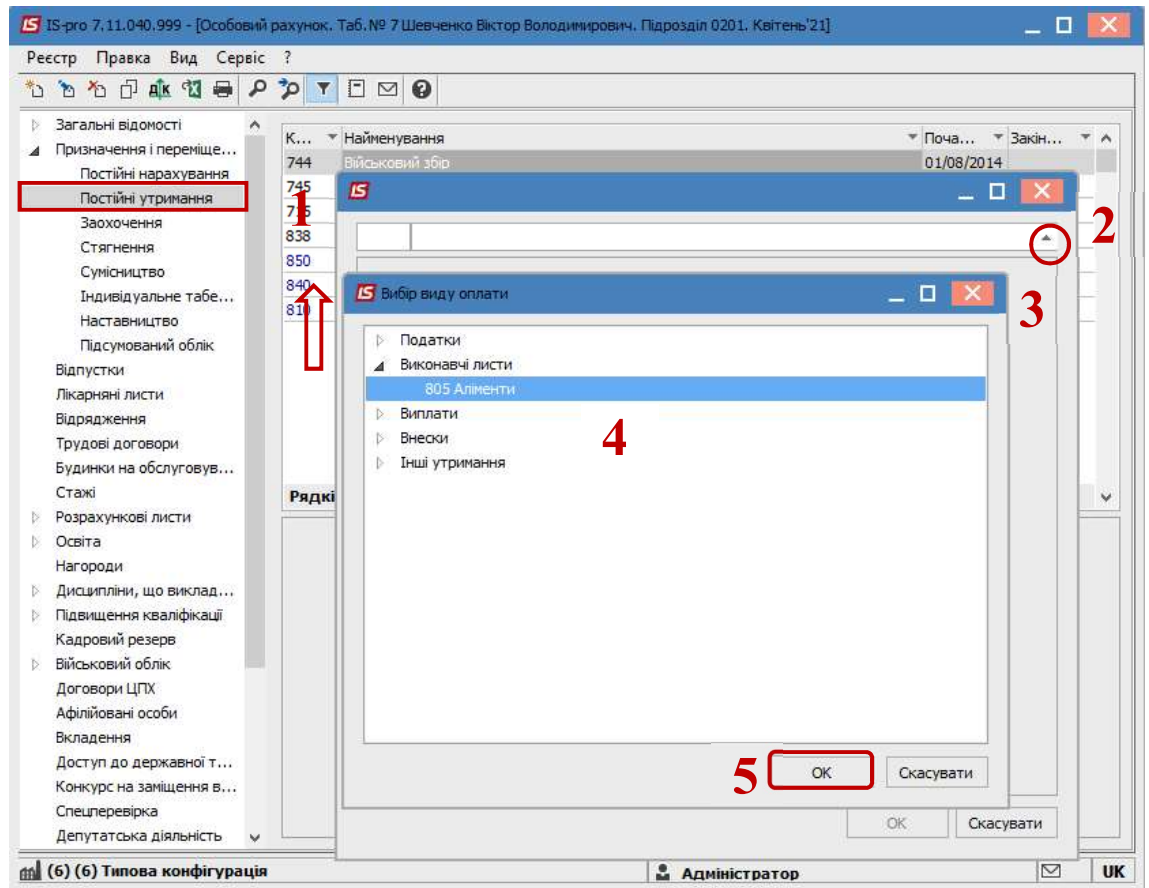 IS-pro 7.11.040.999 - [Особовий рахунок. Таб.№ 7 Шевченко Віктор Володимирович. Підрозділ 0201. Квітень'21]
Реєстр Правка Вид Сервіс ?
Загальні відомості
Призначення і переміще...
Постійні нарахування
Постійні утримання
Заохочення
Стягнення
Сумісництво
Індивідуальне табе...
Наставництво
Підсумований облік
Відпустки
Лікарняні листи
Відрядження
Трудові договори
Будинки на обслуговув...
Стажі
Розрахункові листи
Освіта
Нагороди
Дисципліни, що виклад...
Підвищення кваліфікації
Кадровий резерв
Військовий облік
Договори ЦПХ
Афілійовані особи
Вкладення
Доступ до державної т...
Конкурс на заміщення в...
Спецперевірка
Депутатська діяльність
К... Найменування Поча... Закін...
744 Військовий збір 01/08/2014
745
838
850
840
810
Рядкі
1
2
3
Вибір виду оплати
Податки
Виконавчі листи
805 Аліменти
Виплати
Внески
Інші утримання
4
5
ОК Скасувати
ОК Скасувати
(6) (6) Типова конфігурація Адміністратор UK